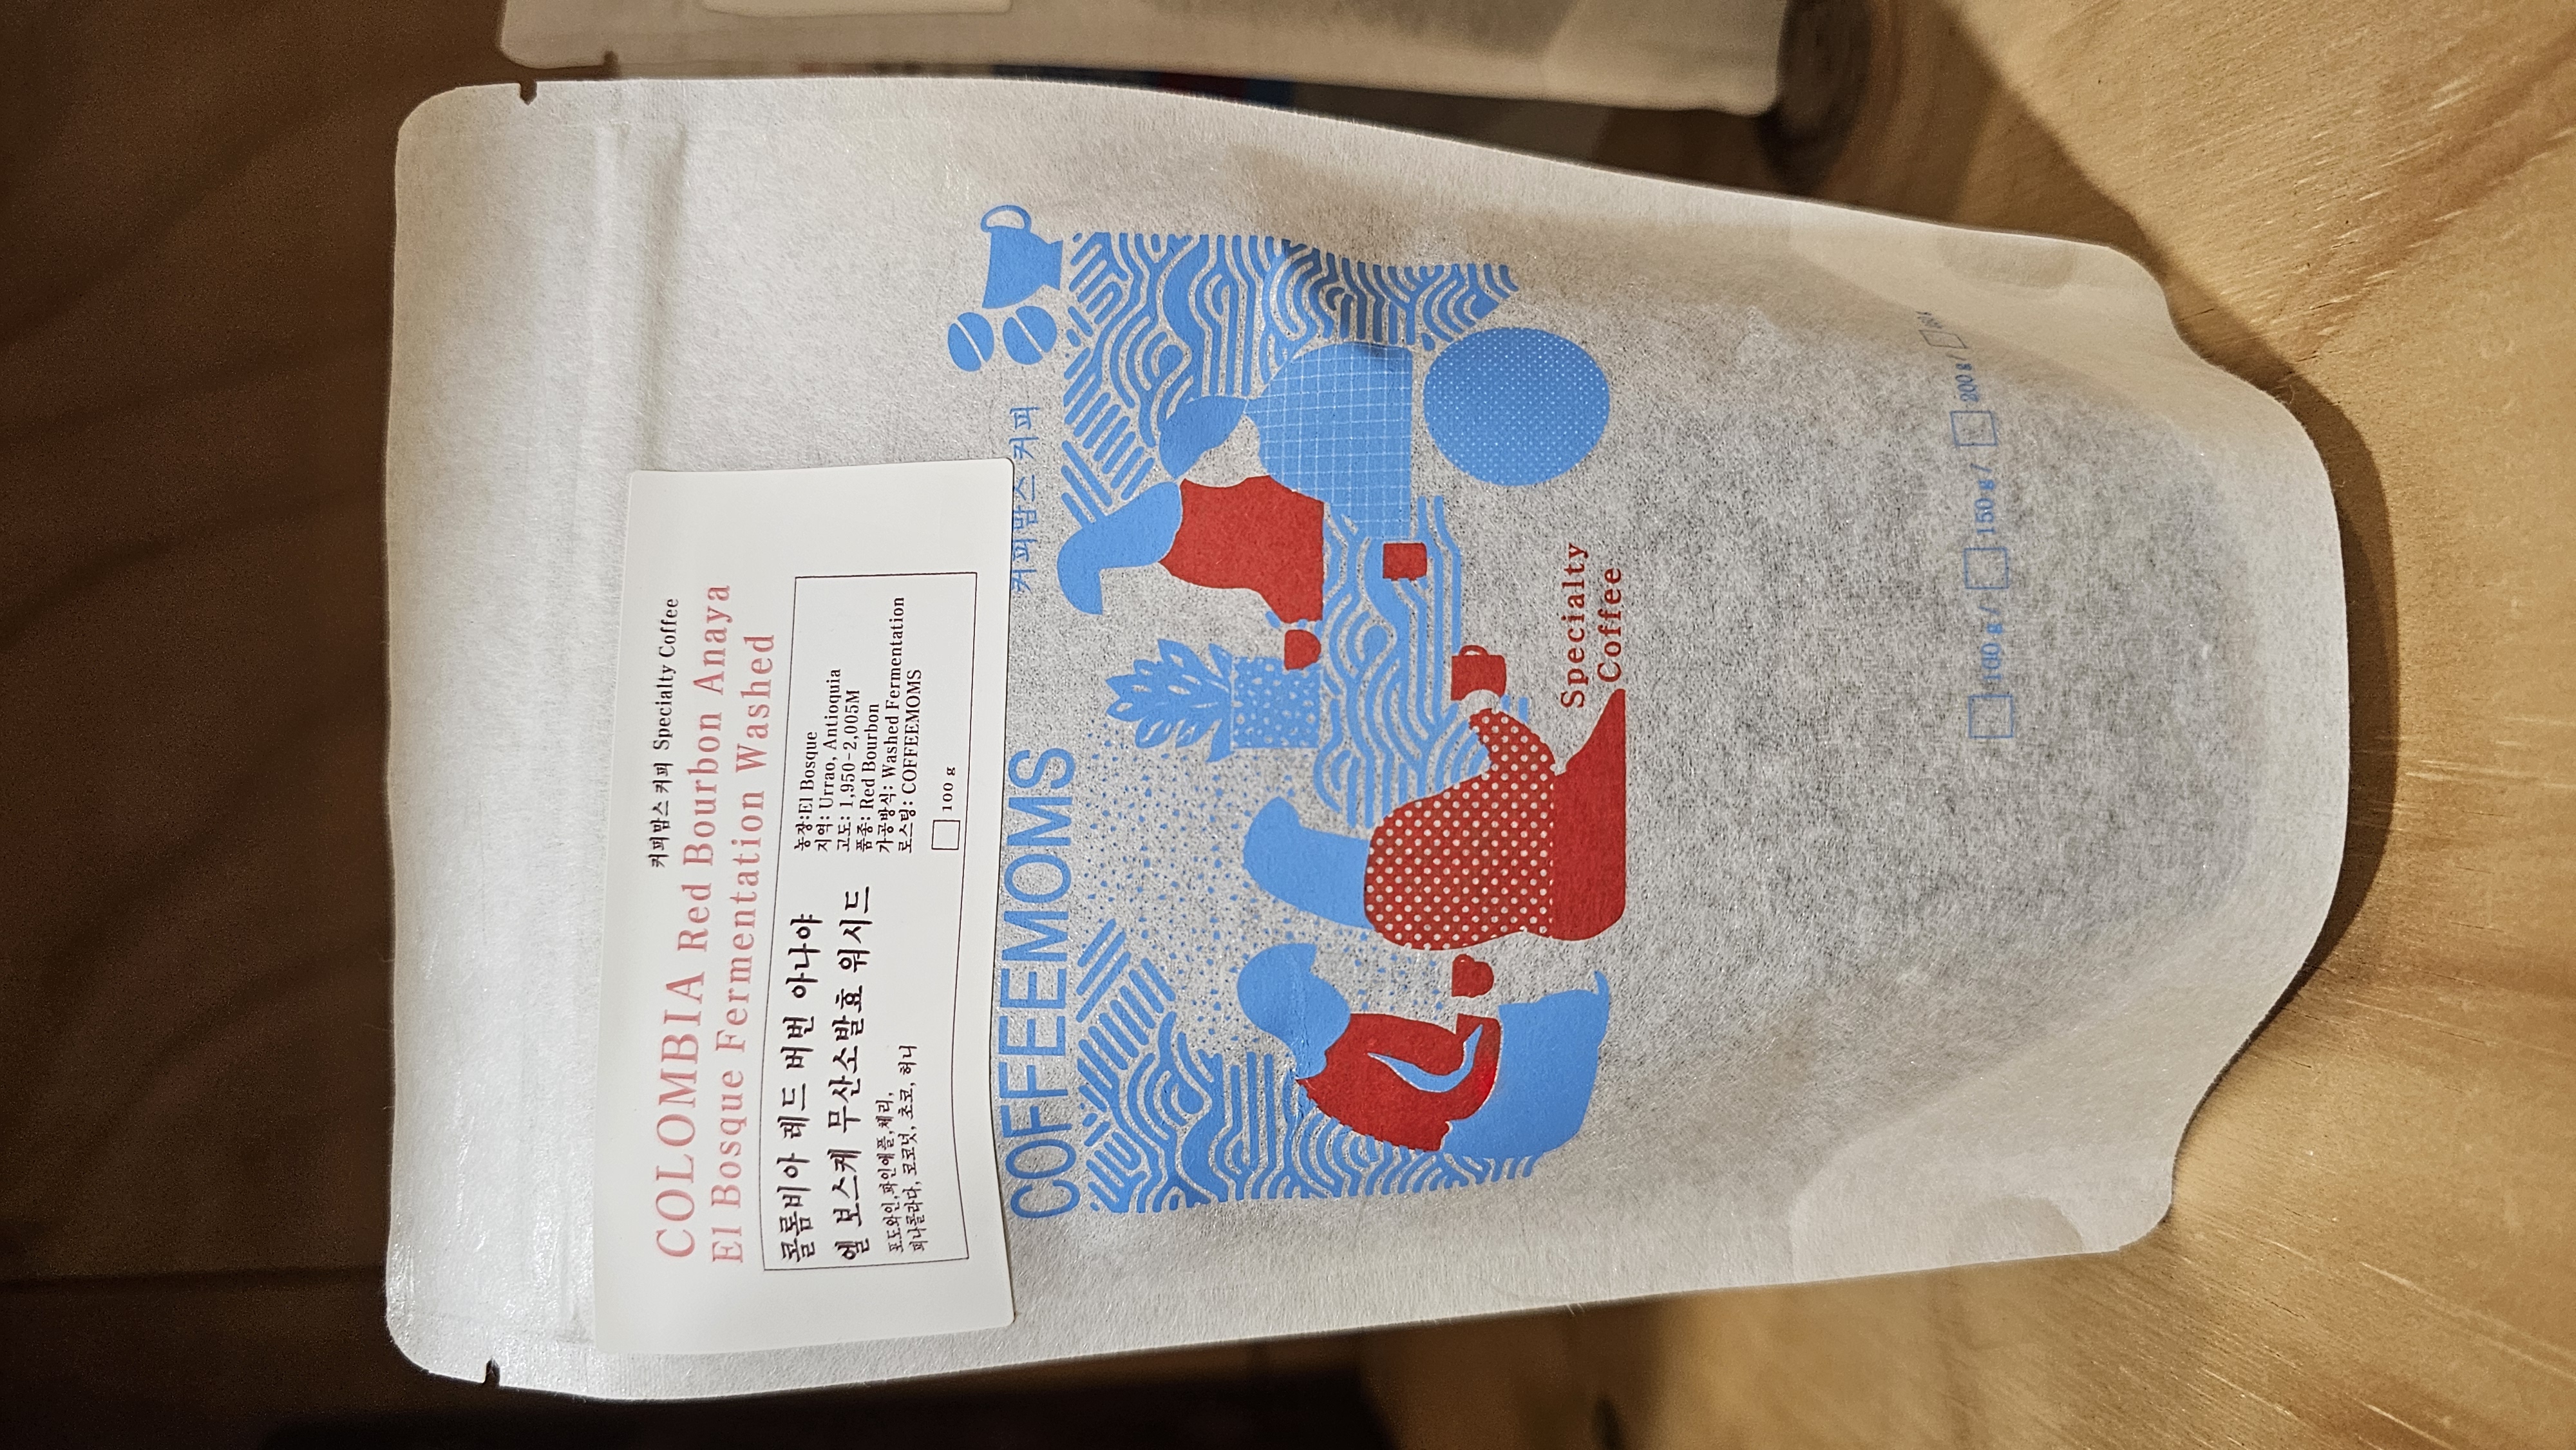 커피맘스 커피 Specialty Coffee
COLOMBIA Red Bourbon Anaya
El Bosque Fermentation Washed
콜롬비아 레드 버번 아나야
엘 보스케 무산소발효 워시드
포도와인,파인애플,체리,
피나콜라다, 코코넛, 초코, 허니
농장:El Bosque
지역: Urrao, Antioquia
고도: 1,950-2,005M
품종: Red Bourbon
가공방식: Washed Fermentation
로스팅: COFFEEMOMS
100 g
COFFEEMOMS
커피맘스 커피
Specialty
Coffee
100 g / 150 g / 200 g /